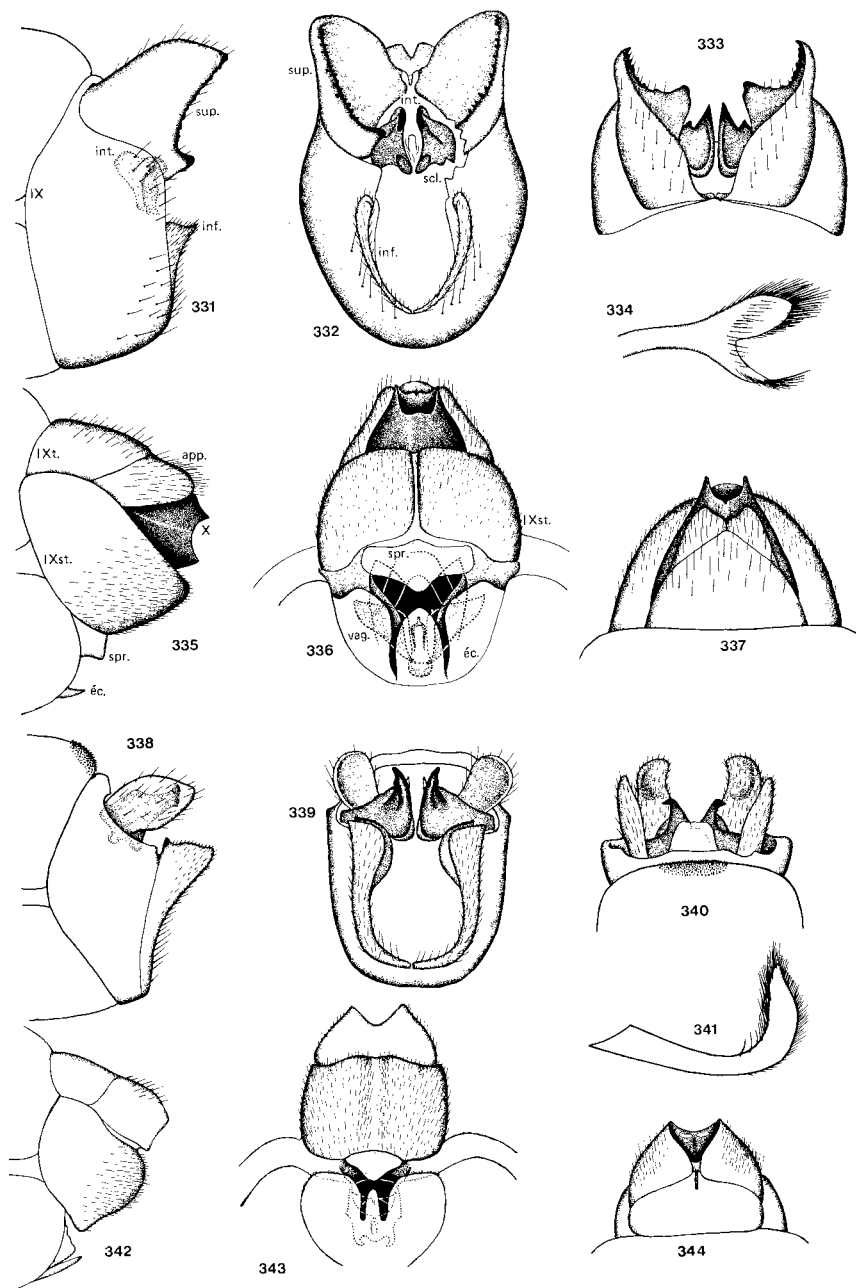 sup.
int.
IX
inf.
331
sup.
int.
scl.
inf.
332
333
334
IXt.
app.
X
IXst.
335
spr.
éc.
IXst.
spr.
vag.
336
éc.
337
338
339
340
341
342
343
344